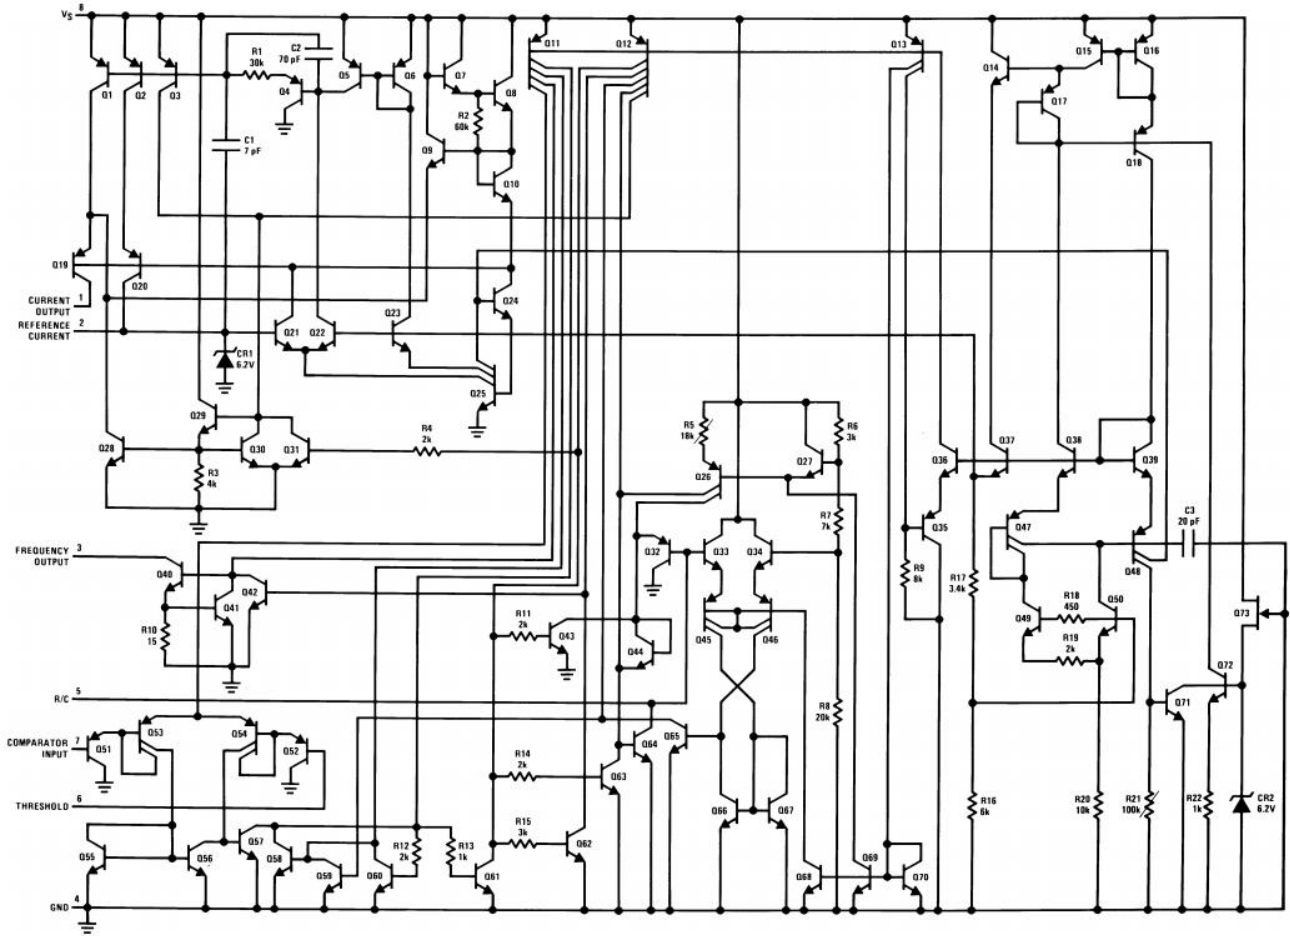 VS 8
Q1
Q2
Q3
R1
30k
C2
70 pF
Q4
Q5
Q6
Q7
Q8
R2
60k
Q9
Q10
Q11
Q12
Q13
Q14
Q15
Q16
Q17
Q18
C1
7 pF
Q19
Q20
CURRENT
OUTPUT 1
REFERENCE
CURRENT 2
CR1
6.2V
Q21
Q22
Q23
Q24
Q25
Q28
Q29
R3
4k
Q30
Q31
R4
2k
R5
18k
Q26
Q27
R6
3k
R7
7k
Q36
Q37
Q38
Q39
Q35
R9
8k
R17
3.4k
Q47
C3
20 pF
Q48
FREQUENCY
OUTPUT 3
Q40
Q41
Q42
R10
15
R11
2k
Q43
Q44
Q32
Q33
Q34
Q45
Q46
R8
20k
R18
450
Q49
Q50
R19
2k
Q73
Q72
Q71
R/C 5
COMPARATOR
INPUT 7
Q51
Q53
Q54
Q52
THRESHOLD 6
R14
2k
Q63
Q64
Q65
Q66
Q67
R16
6k
R20
10k
R21
100k
R22
1k
CR2
6.2V
Q55
Q56
Q57
Q58
Q59
Q60
R12
2k
R13
1k
Q61
R15
3k
Q62
Q68
Q69
Q70
GND 4